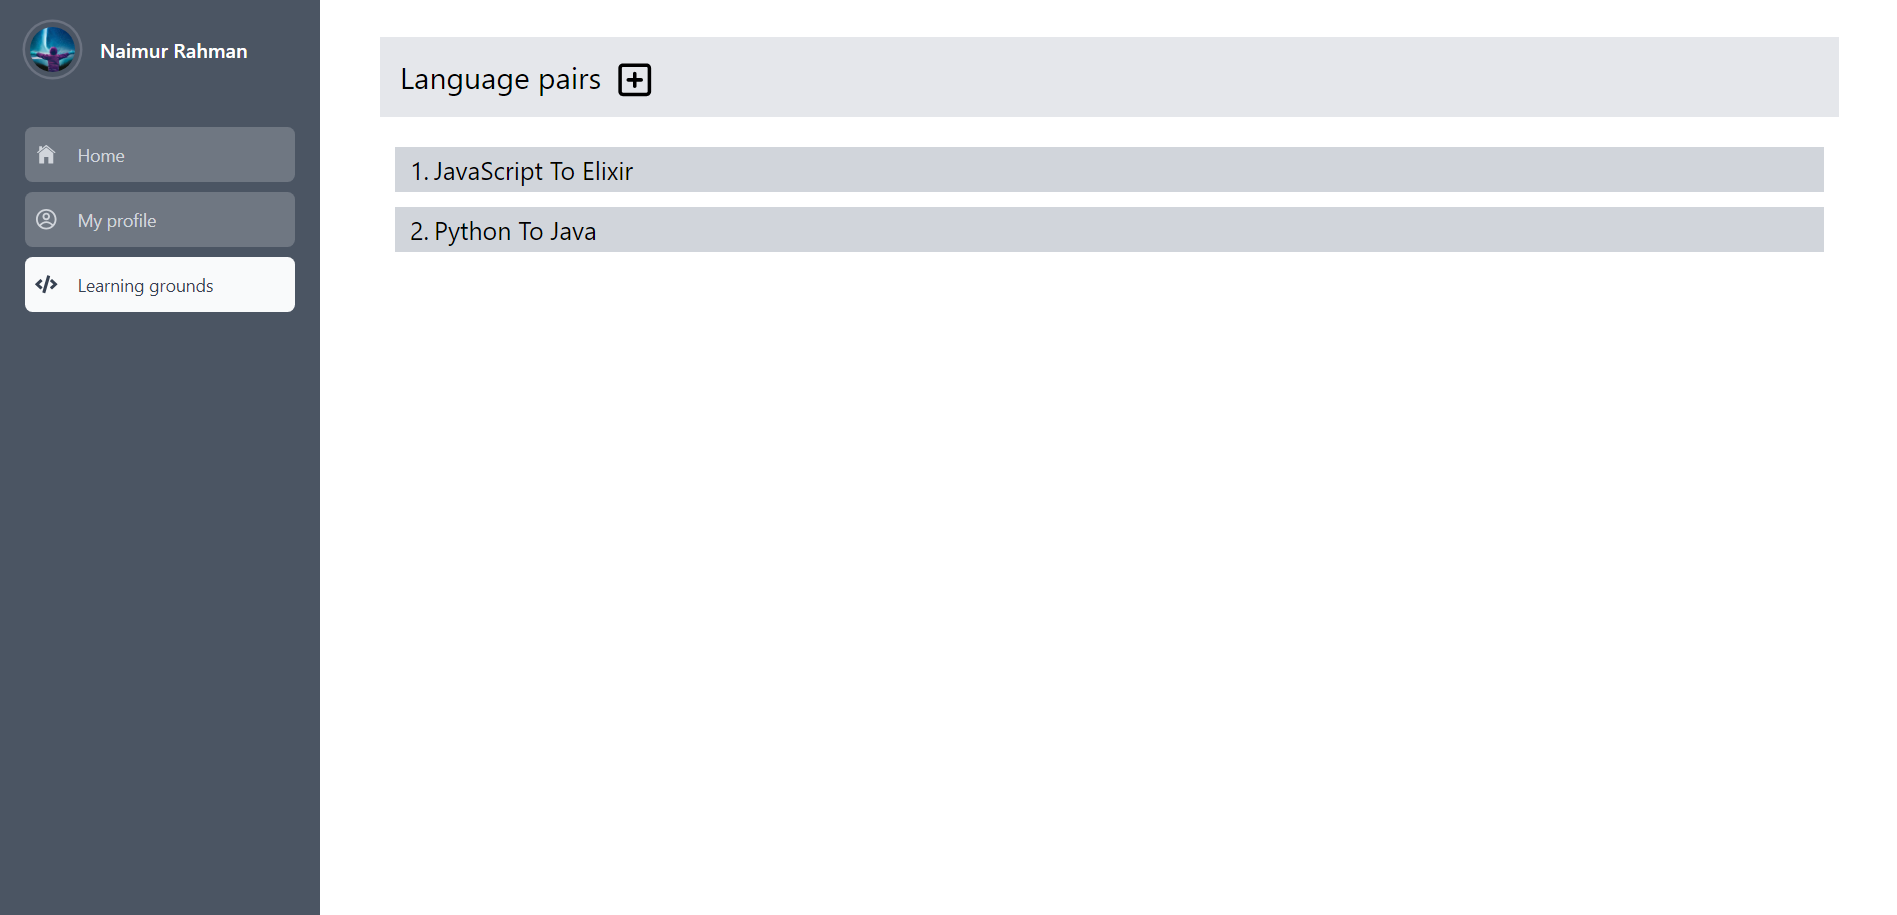 Naimur Rahman
Home
My profile
Learning grounds
Language pairs
1. JavaScript To Elixir
2. Python To Java